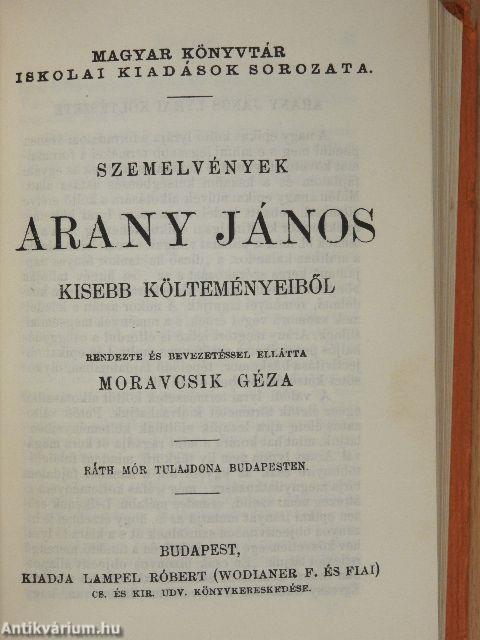 MAGYAR KÖNYVTÁR
ISKOLAI KIADÁSOK SOROZATA.
SZEMELVÉNYEK
ARANY JÁNOS
KISEBB KÖLTEMÉNYEIBŐL
RENDEZTE ÉS BEVEZETÉSSEL ELLÁTTA
MORAVCSIK GÉZA
RÁTH MÓR TULAJDONA BUDAPESTEN.
BUDAPEST,
KIADJA LAMPEL RÓBERT (WODIANER F. ÉS FIAI)
CS. ÉS KIR. UDV. KÖNYVKERESKEDÉSE.
Antikvárium.hu